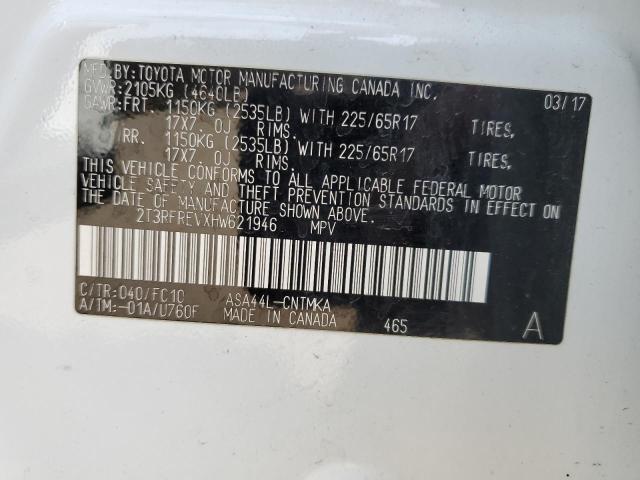 MFD.BY:TOYOTA MOTOR MANUFACTURING CANADA INC.
GVWR:2105KG (4640LB) 03/17
GAWR:FRT. 1150KG (2535LB) WITH 225/65R17 TIRES,
17X7.0J RIMS.
RR. 1150KG (2535LB) WITH 225/65R17 TIRES,
17X7.0J RIMS.
THIS VEHICLE CONFORMS TO ALL APPLICABLE FEDERAL MOTOR
VEHICLE SAFETY AND THEFT PREVENTION STANDARDS IN EFFECT ON
THE DATE OF MANUFACTURE SHOWN ABOVE.
2T3RFREVXHW621946 MPV
C/TR:040/FC10 ASA44L-CNTMKA
A/TM:-01A/U760F MADE IN CANADA 465 A